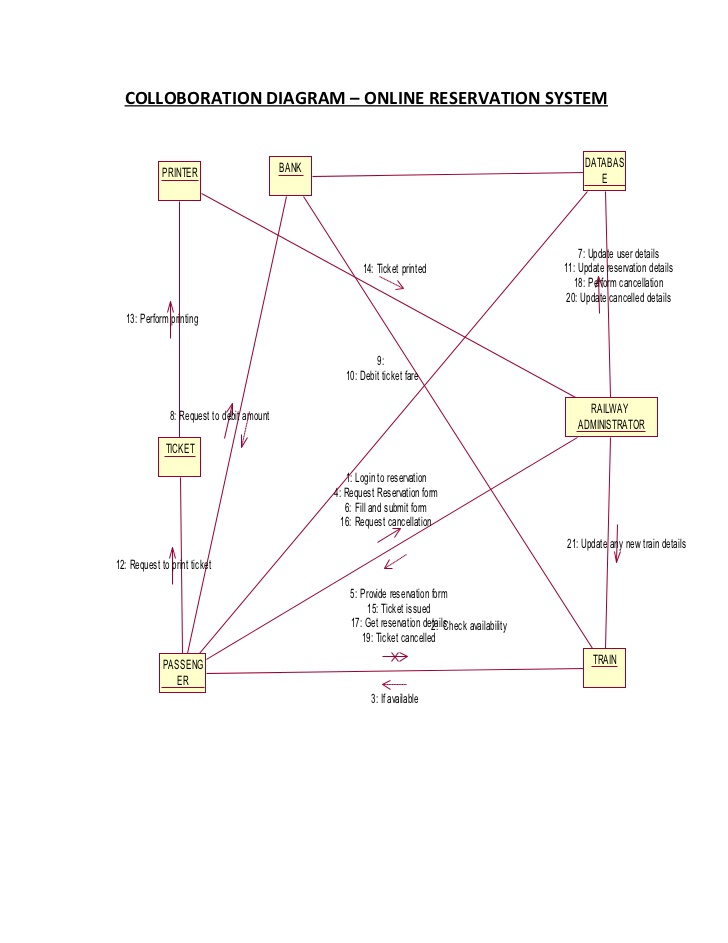 COLLOBORATION DIAGRAM – ONLINE RESERVATION SYSTEM
PRINTER
BANK
DATABAS
E
7: Update user details
11: Update reservation details
18: Perform cancellation
20: Update cancelled details
14: Ticket printed
13: Perform printing
9:
10: Debit ticket fare
RAILWAY
ADMINISTRATOR
8: Request to debit amount
TICKET
1: Login to reservation
4: Request Reservation form
6: Fill and submit form
16: Request cancellation
21: Update any new train details
12: Request to print ticket
5: Provide reservation form
15: Ticket issued
17: Get reservation details
2: Check availability
19: Ticket cancelled
PASSENG
ER
TRAIN
3: If available